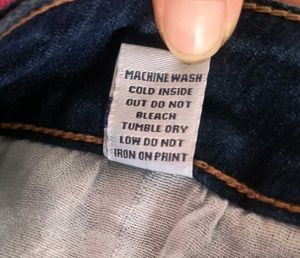 MACHINE WASH
COLD INSIDE
OUT DO NOT
BLEACH
TUMBLE DRY
LOW DO NOT
IRON ON PRINT